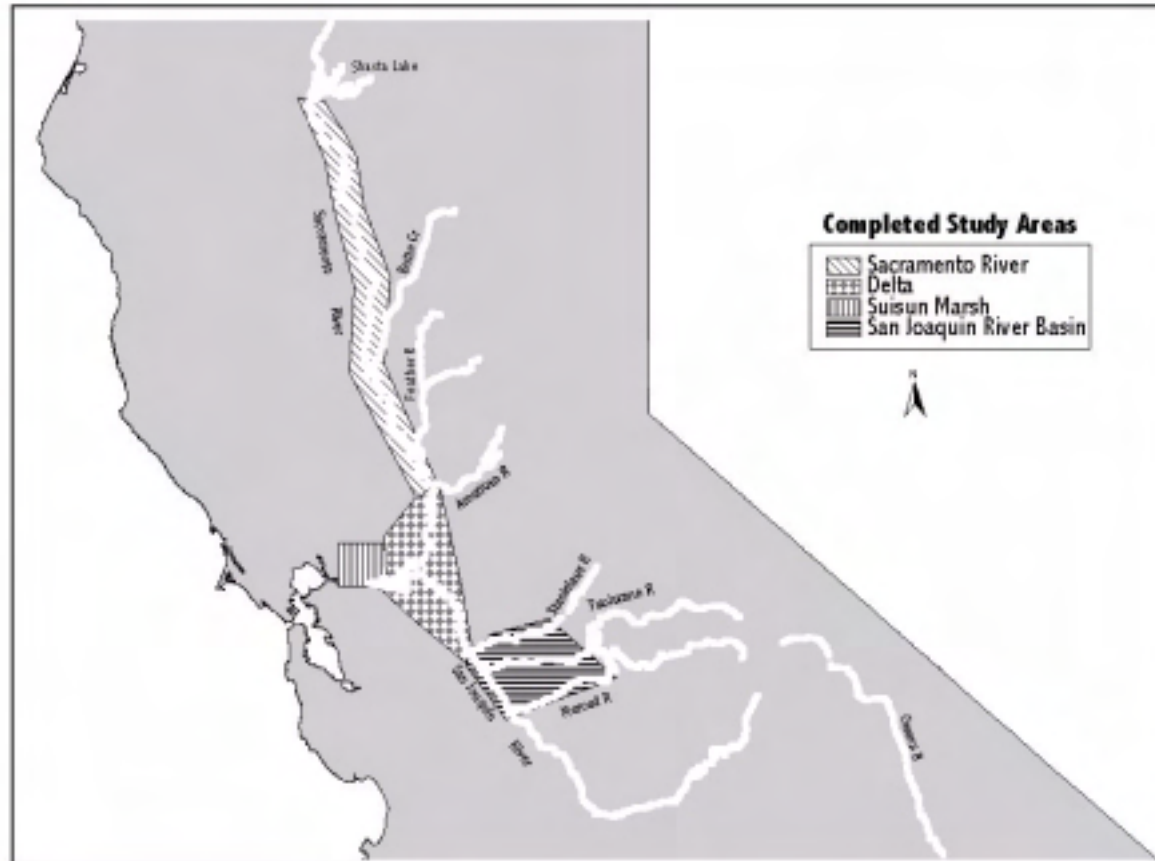 Shasta Lake
Sacramento
River
Butte Cr
Feather R
American R
Completed Study Areas
Sacramento River
Delta
Suisun Marsh
San Joaquin River Basin
N
Stanislaus R
Tuolumne R
San Joaquin
River
Merced R
Owens R